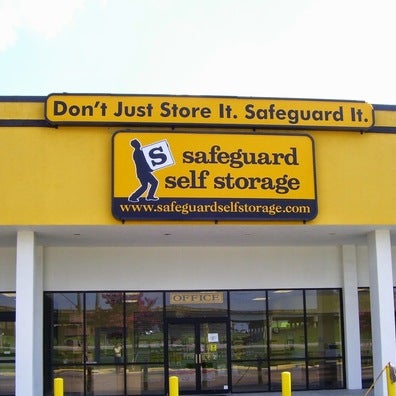 Don't Just Store It. Safeguard It.
S
safeguard
self storage
www.safeguardselfstorage.com
OFFICE